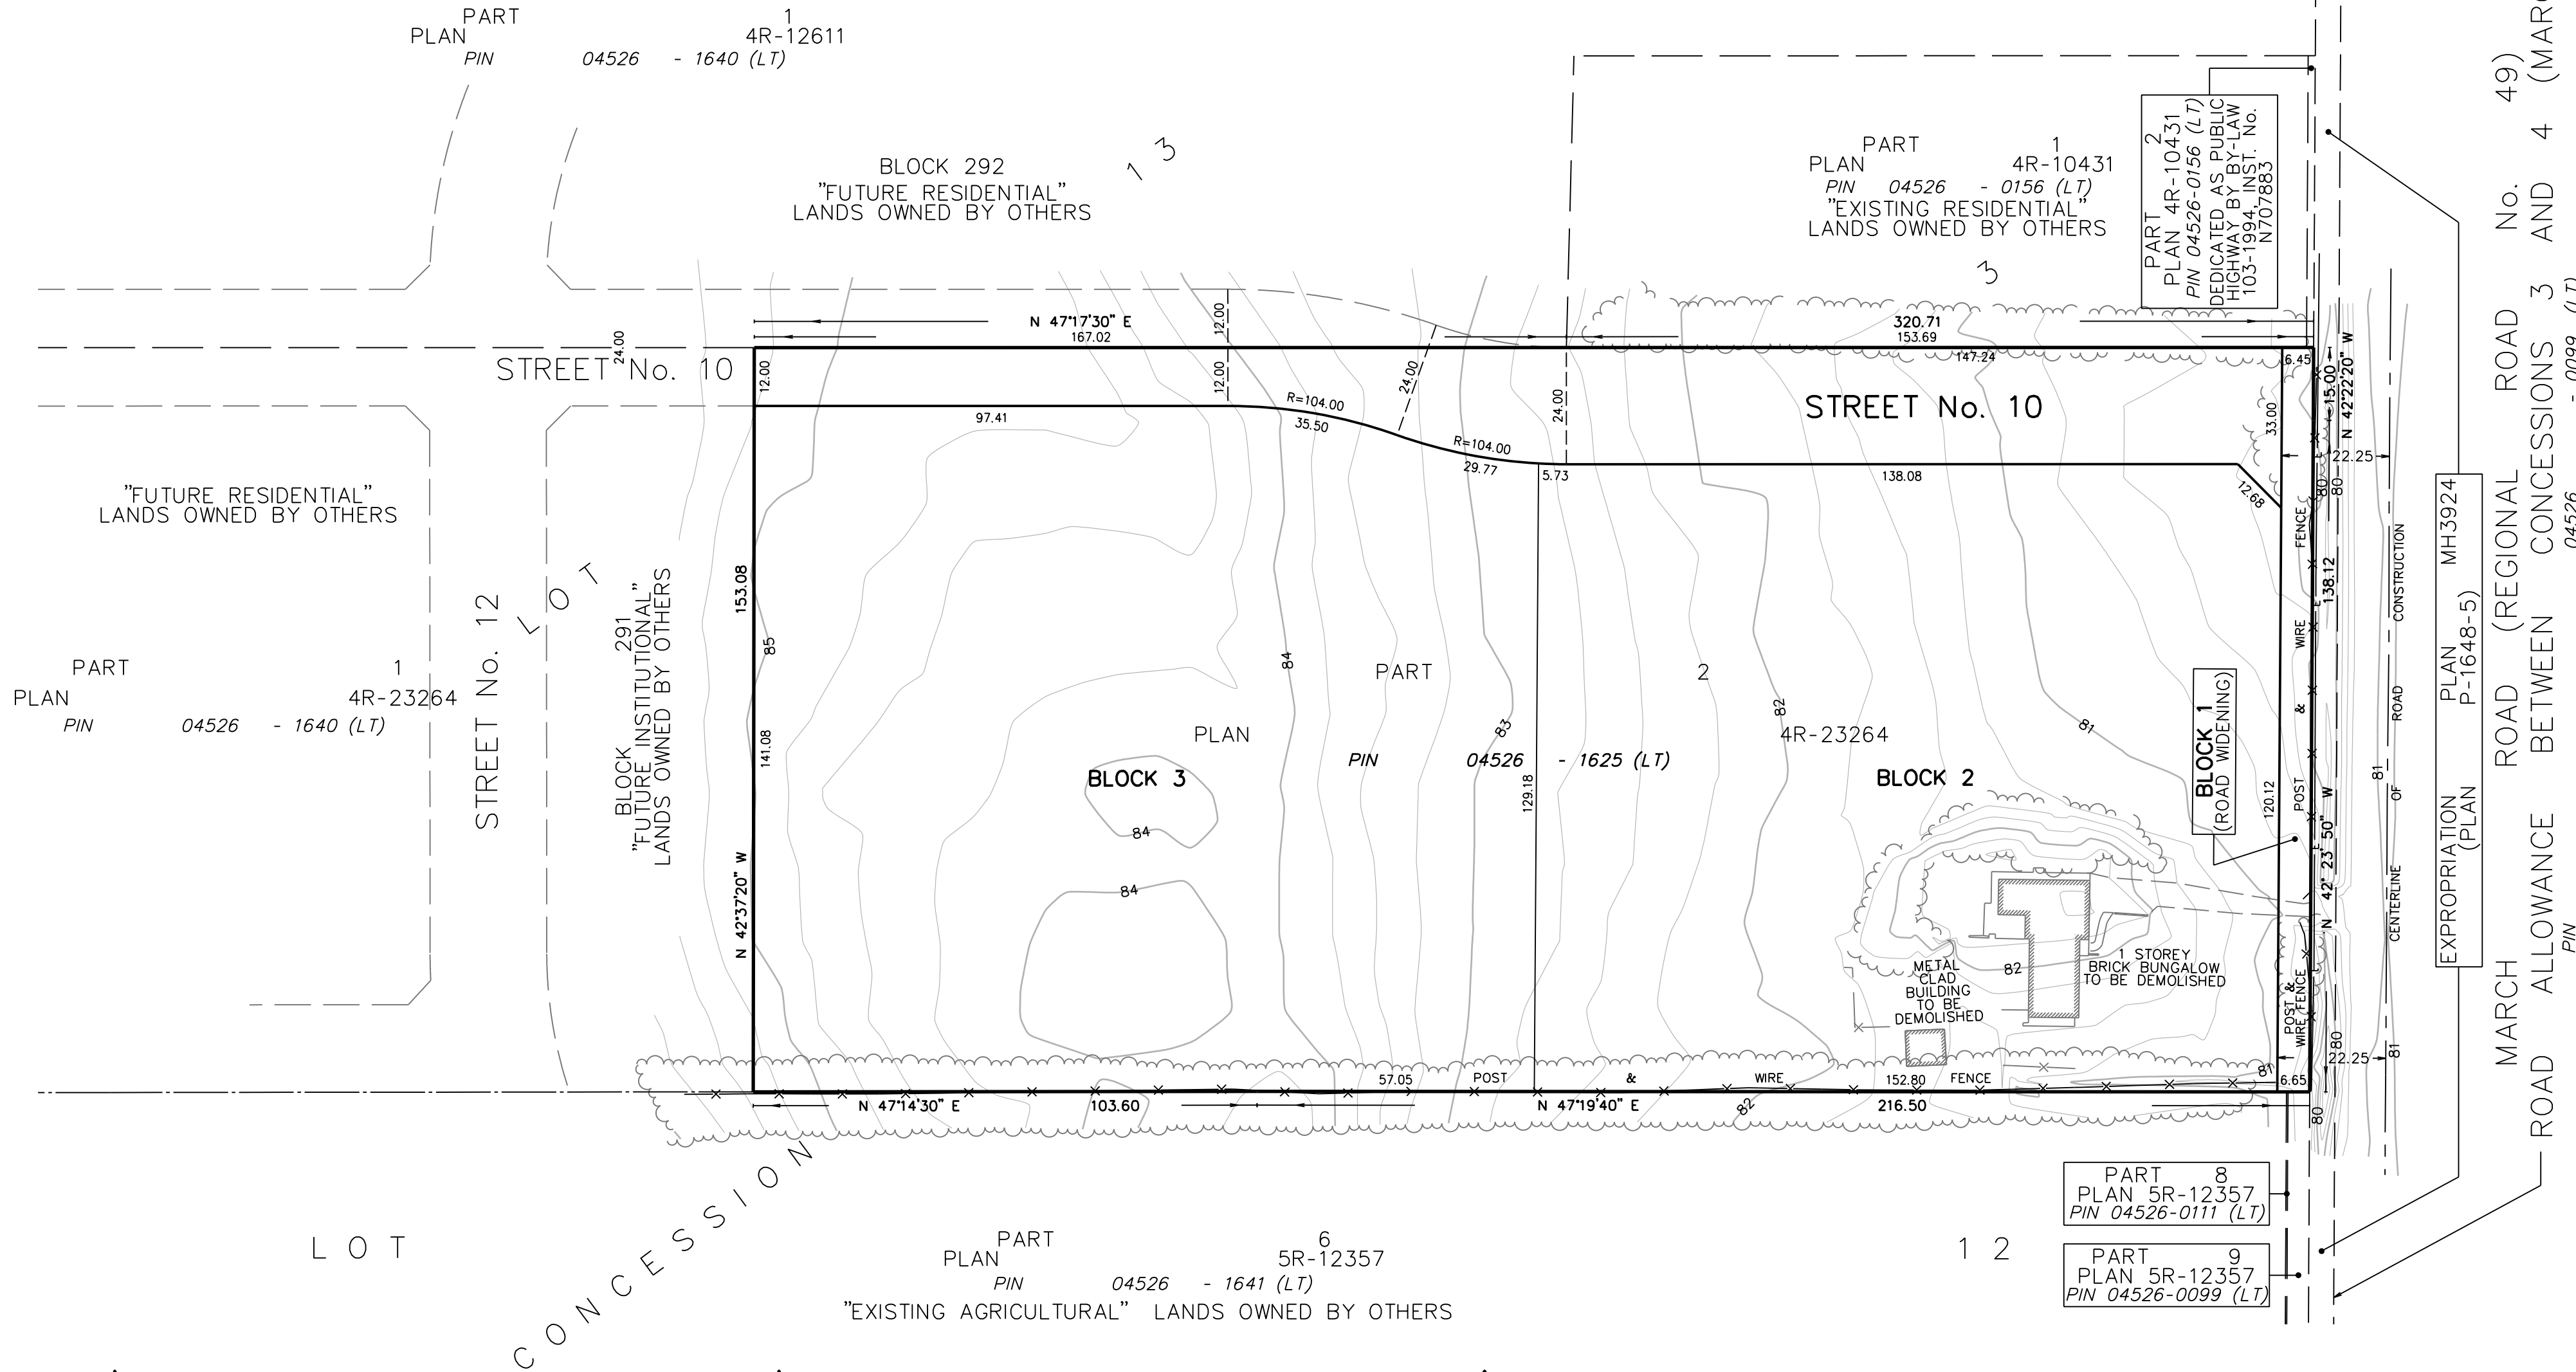 PART 1
PLAN 4R-12611
PIN 04526 - 1640 (LT)
BLOCK 292
"FUTURE RESIDENTIAL"
LANDS OWNED BY OTHERS
13
PART 1
PLAN 4R-10431
PIN 04526 - 0156 (LT)
"EXISTING RESIDENTIAL"
LANDS OWNED BY OTHERS
3
PART 2
PLAN 4R-10431
PIN 04526-0156 (LT)
DEDICATED AS PUBLIC
HIGHWAY BY BY-LAW
103-1994, INST. No.
N707883
N 47°17'30" E
167.02
320.71
153.69
147.24
6.45
12.00
12.00
12.00
24.00
24.00
24.00
STREET No. 10
STREET No. 10
97.41
R=104.00
35.50
R=104.00
29.77
5.73
138.08
12.68
33.00
15.00
N 42°22'20" W
22.25
80
80
"FUTURE RESIDENTIAL"
LANDS OWNED BY OTHERS
PART 1
PLAN 4R-23264
PIN 04526 - 1640 (LT)
STREET No. 12
LOT
BLOCK 291
"FUTURE INSTITUTIONAL"
LANDS OWNED BY OTHERS
153.08
N 42°37'20" W
141.08
85
84
83
82
81
PART 2
PLAN 4R-23264
PIN 04526 - 1625 (LT)
BLOCK 3
84
84
129.18
BLOCK 2
BLOCK 1
(ROAD WIDENING)
120.12
POST & WIRE FENCE
138.12
N 42° 23' 50" W
POST &
WIRE FENCE
METAL
CLAD
BUILDING
TO BE
DEMOLISHED
82
1 STOREY
BRICK BUNGALOW
TO BE DEMOLISHED
CENTERLINE OF ROAD CONSTRUCTION
81
81
80
22.25
81
6.65
80
57.05
POST & WIRE FENCE
152.80
N 47°14'30" E
103.60
N 47°19'40" E
82
216.50
EXPROPRIATION PLAN MH3924
(PLAN P-1648-5)
MARCH ROAD (REGIONAL ROAD No. 49)
ROAD ALLOWANCE BETWEEN CONCESSIONS 3 AND 4
PIN 04526 - 0099 (LT)
LOT 12
CONCESSION
PART 6
PLAN 5R-12357
PIN 04526 - 1641 (LT)
"EXISTING AGRICULTURAL" LANDS OWNED BY OTHERS
PART 8
PLAN 5R-12357
PIN 04526-0111 (LT)
PART 9
PLAN 5R-12357
PIN 04526-0099 (LT)